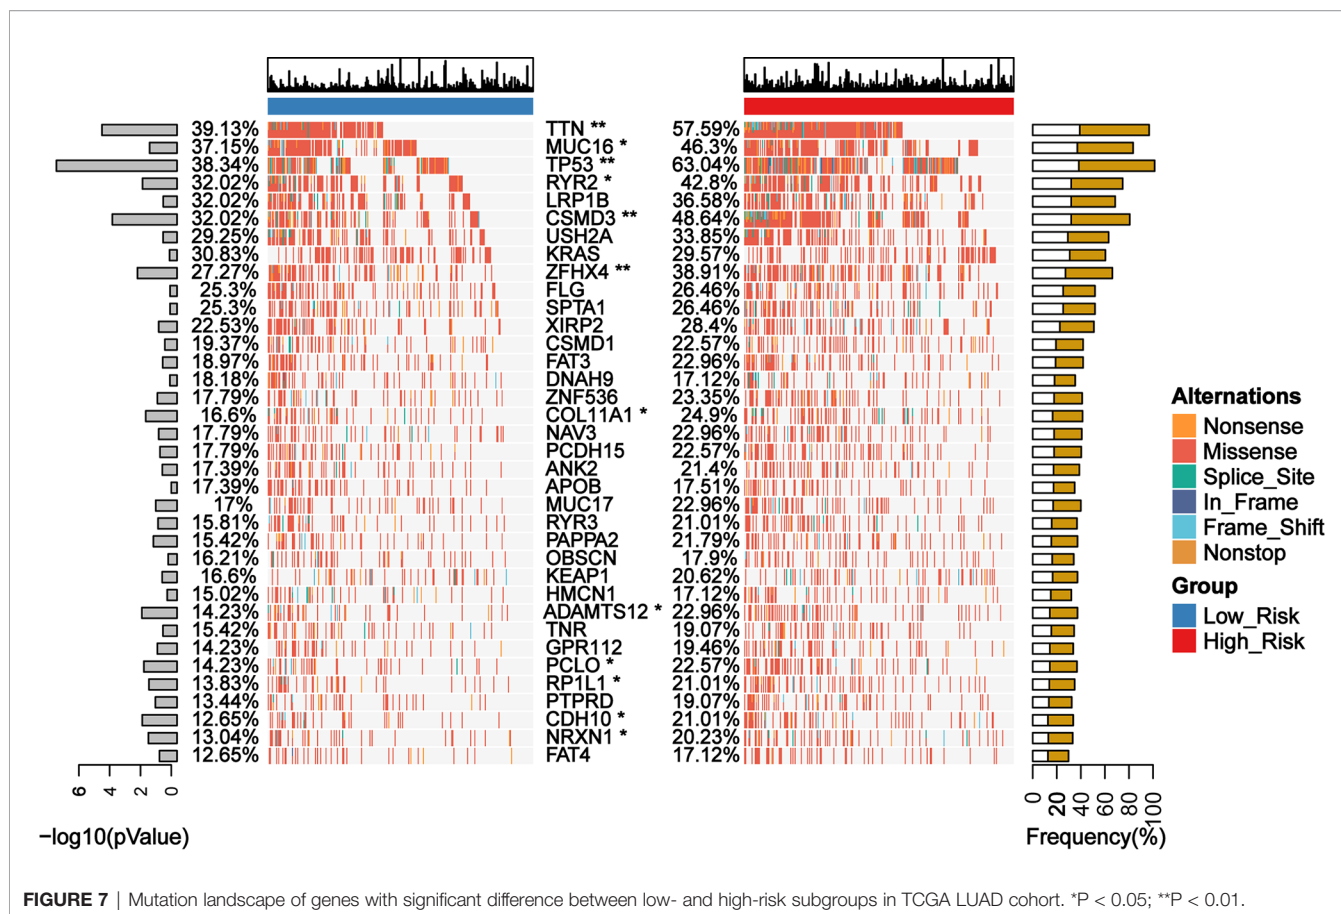 39.13% TTN ** 57.59%
37.15% MUC16 * 46.3%
38.34% TP53 ** 63.04%
32.02% RYR2 * 42.8%
32.02% LRP1B 36.58%
32.02% CSMD3 ** 48.64%
29.25% USH2A 33.85%
30.83% KRAS 29.57%
27.27% ZFHX4 ** 38.91%
25.3% FLG 26.46%
25.3% SPTA1 26.46%
22.53% XIRP2 28.4%
19.37% CSMD1 22.57%
18.97% FAT3 22.96%
18.18% DNAH9 17.12%
17.79% ZNF536 23.35%
16.6% COL11A1 * 24.9%
17.79% NAV3 22.96%
17.79% PCDH15 22.57%
17.39% ANK2 21.4%
17.39% APOB 17.51%
17% MUC17 22.96%
15.81% RYR3 21.01%
15.42% PAPPA2 21.79%
16.21% OBSCN 17.9%
16.6% KEAP1 20.62%
15.02% HMCN1 17.12%
14.23% ADAMTS12 * 22.96%
15.42% TNR 19.07%
14.23% GPR112 19.46%
14.23% PCLO * 22.57%
13.83% RP1L1 * 21.01%
13.44% PTPRD 19.07%
12.65% CDH10 * 21.01%
13.04% NRXN1 * 20.23%
12.65% FAT4 17.12%
6 4 2 0
−log10(pValue)
0 20 40 60 80 100
Frequency(%)
Alternations
Nonsense
Missense
Splice_Site
In_Frame
Frame_Shift
Nonstop
Group
Low_Risk
High_Risk
FIGURE 7 | Mutation landscape of genes with significant difference between low- and high-risk subgroups in TCGA LUAD cohort. *P < 0.05; **P < 0.01.